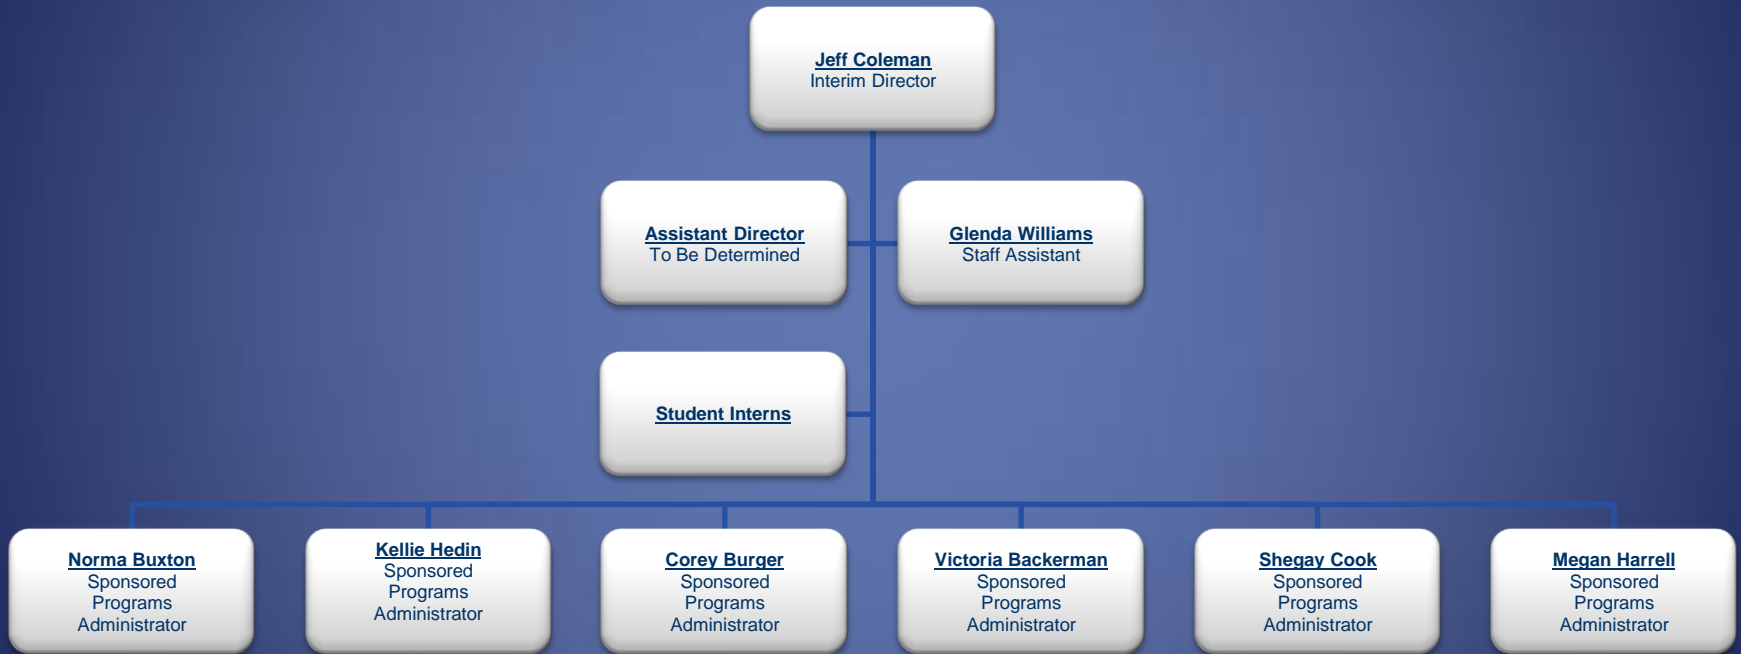 Jeff Coleman
Interim Director
Assistant Director
To Be Determined
Glenda Williams
Staff Assistant
Student Interns
Norma Buxton
Sponsored
Programs
Administrator
Kellie Hedin
Sponsored
Programs
Administrator
Corey Burger
Sponsored
Programs
Administrator
Victoria Backerman
Sponsored
Programs
Administrator
Shegay Cook
Sponsored
Programs
Administrator
Megan Harrell
Sponsored
Programs
Administrator